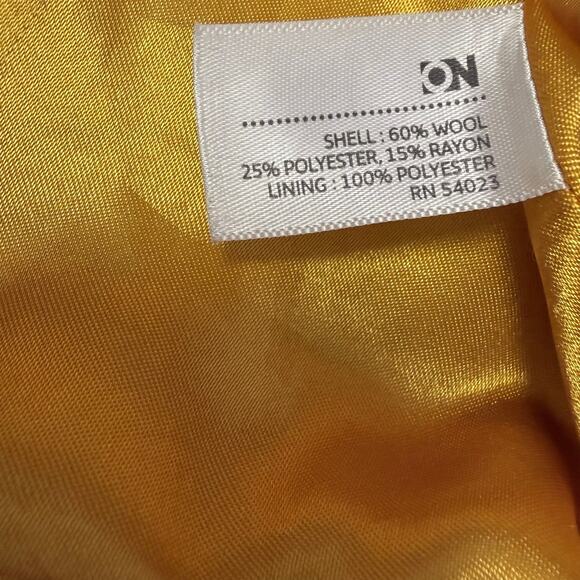 ON
SHELL : 60% WOOL
25% POLYESTER, 15% RAYON
LINING : 100% POLYESTER
RN 54023